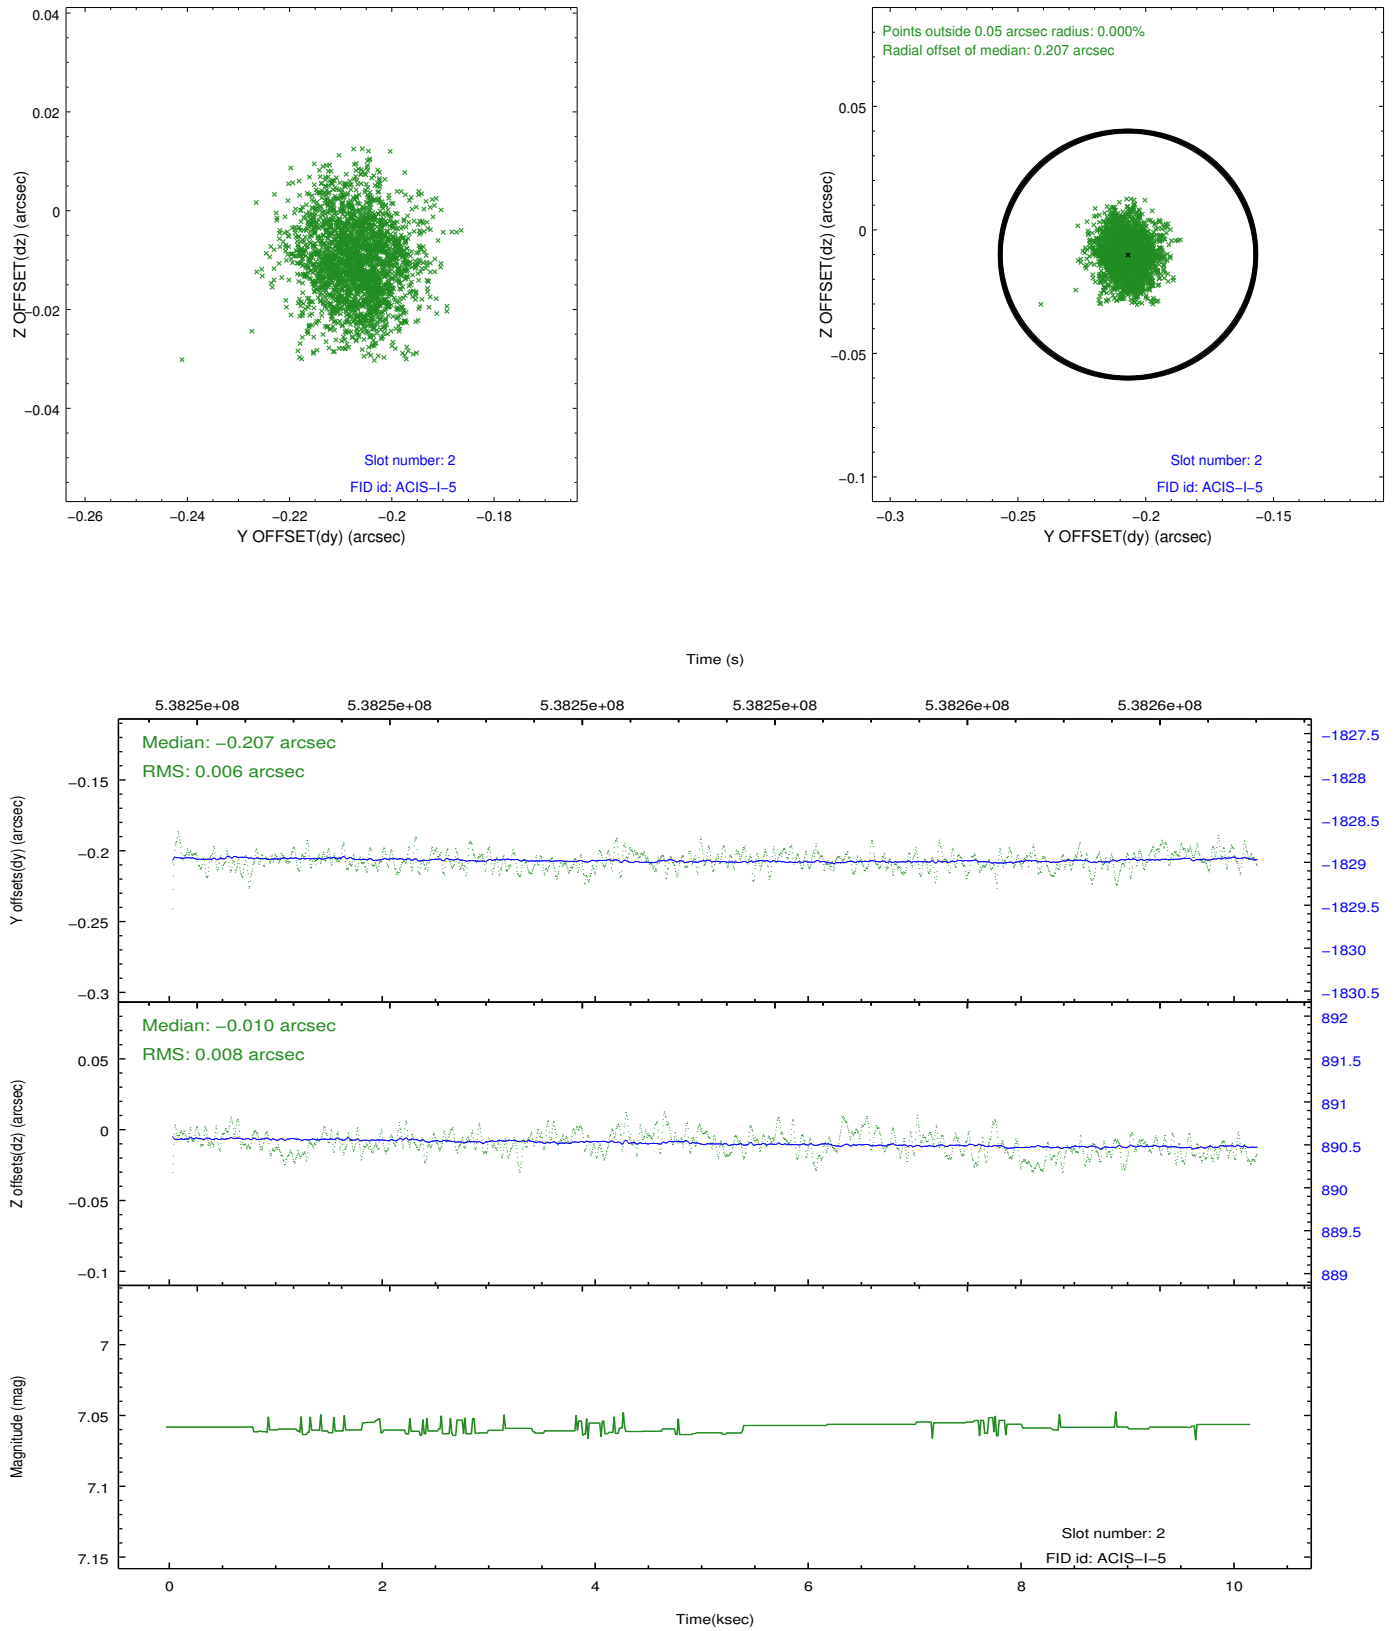 0.04
0.02
0
−0.02
−0.04
Z OFFSET(dz) (arcsec)
Slot number: 2
FID id: ACIS−I−5
−0.26
−0.24
−0.22
−0.2
−0.18
Y OFFSET(dy) (arcsec)
Points outside 0.05 arcsec radius: 0.000%
Radial offset of median: 0.207 arcsec
0.05
0
−0.05
−0.1
Z OFFSET(dz) (arcsec)
Slot number: 2
FID id: ACIS−I−5
−0.3
−0.25
−0.2
−0.15
Y OFFSET(dy) (arcsec)
Time (s)
5.3825e+08
5.3825e+08
5.3825e+08
5.3825e+08
5.3826e+08
5.3826e+08
Median: −0.207 arcsec
RMS: 0.006 arcsec
−0.15
−0.2
−0.25
−0.3
Y offsets(dy) (arcsec)
−1827.5
−1828
−1828.5
−1829
−1829.5
−1830
−1830.5
Median: −0.010 arcsec
RMS: 0.008 arcsec
0.05
0
−0.05
−0.1
Z offsets(dz) (arcsec)
892
891.5
891
890.5
890
889.5
889
7
7.05
7.1
7.15
Magnitude (mag)
Slot number: 2
FID id: ACIS−I−5
0
2
4
6
8
10
Time(ksec)